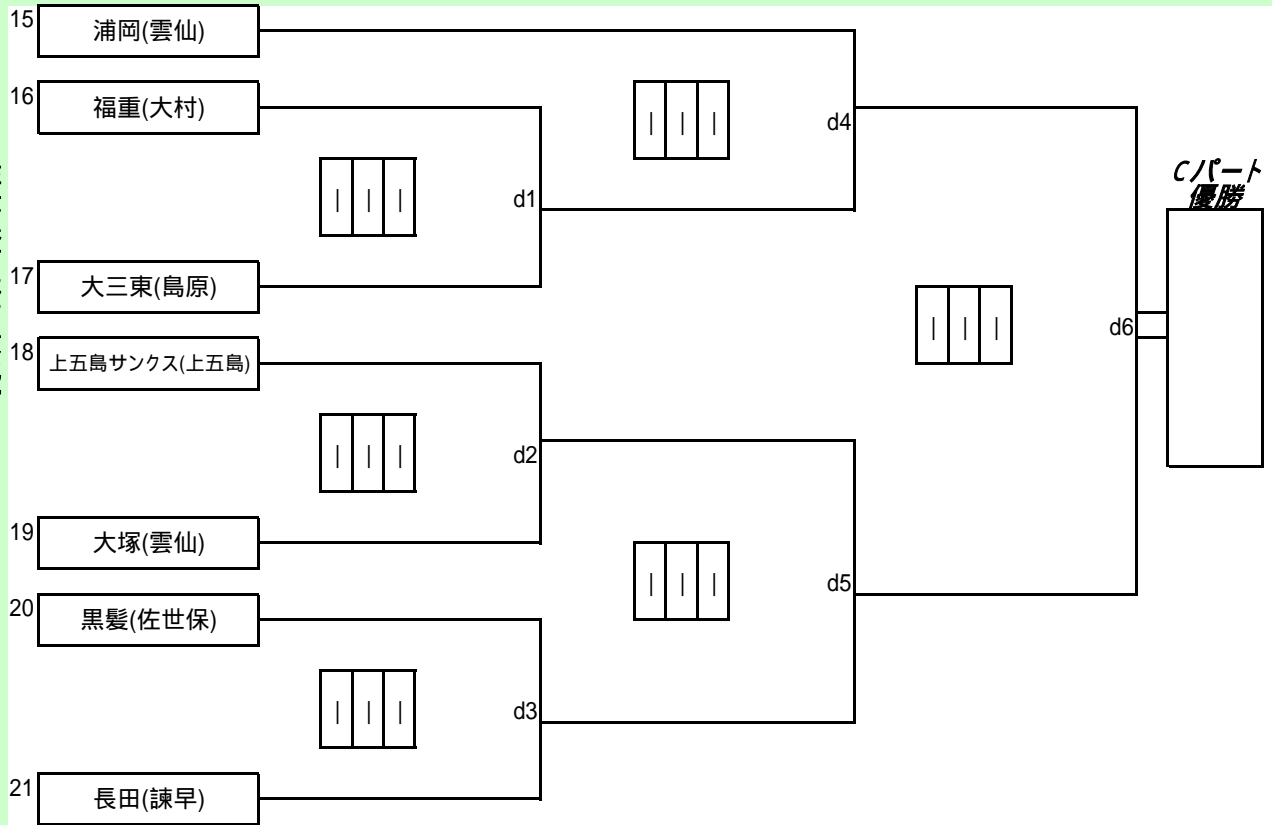 15
浦岡(雲仙)
16
福重(大村)
| | |
d4
| | |
d1
Cパート
優勝
17
大三東(島原)
| | |
d6
18
上五島サンクス(上五島)
| | |
d2
19
大塚(雲仙)
| | |
d5
20
黒髪(佐世保)
| | |
d3
21
長田(諫早)